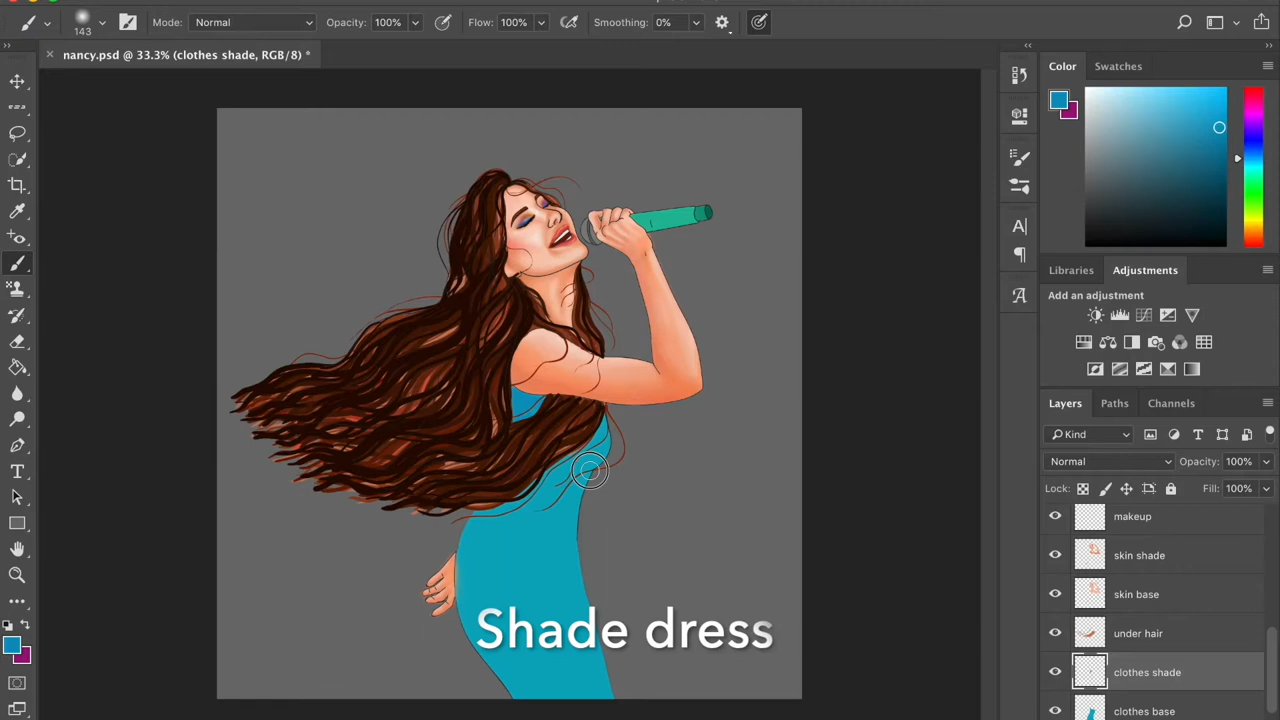 143
Mode: Normal
Opacity: 100%
Flow: 100%
Smoothing: 0%
nancy.psd @ 33.3% (clothes shade, RGB/8) *
Color
Swatches
Libraries
Adjustments
Add an adjustment
Layers
Paths
Channels
Kind
Normal
Opacity: 100%
Lock:
Fill: 100%
makeup
skin shade
skin base
under hair
clothes shade
clothes base
Shade dress